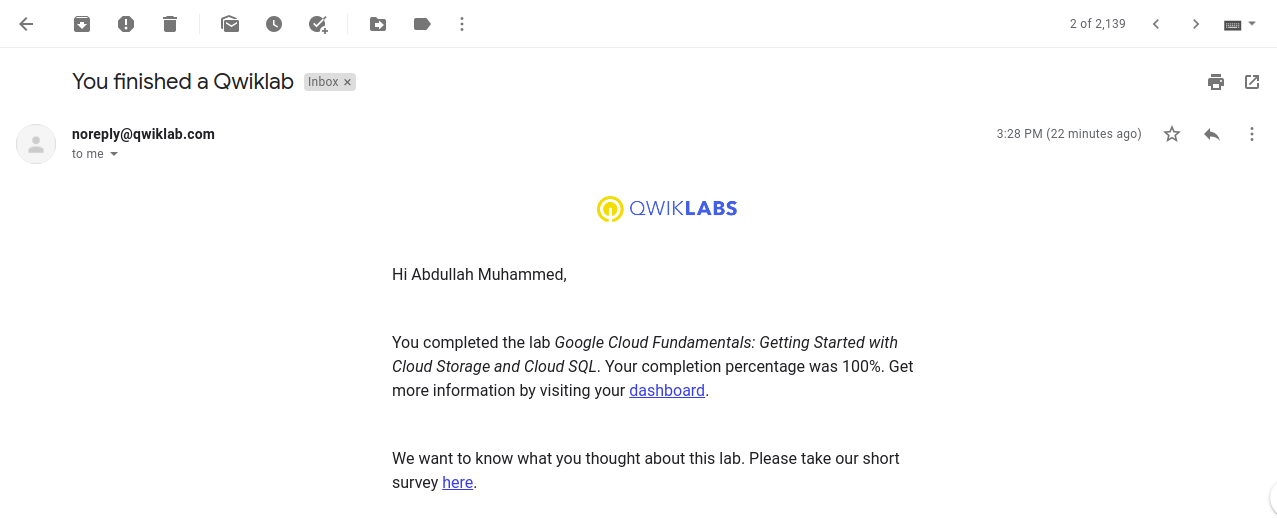 2 of 2,139
You finished a Qwiklab Inbox ×
noreply@qwiklab.com 3:28 PM (22 minutes ago)
to me
QWIKLABS
Hi Abdullah Muhammed,
You completed the lab Google Cloud Fundamentals: Getting Started with
Cloud Storage and Cloud SQL. Your completion percentage was 100%. Get
more information by visiting your dashboard.
We want to know what you thought about this lab. Please take our short
survey here.